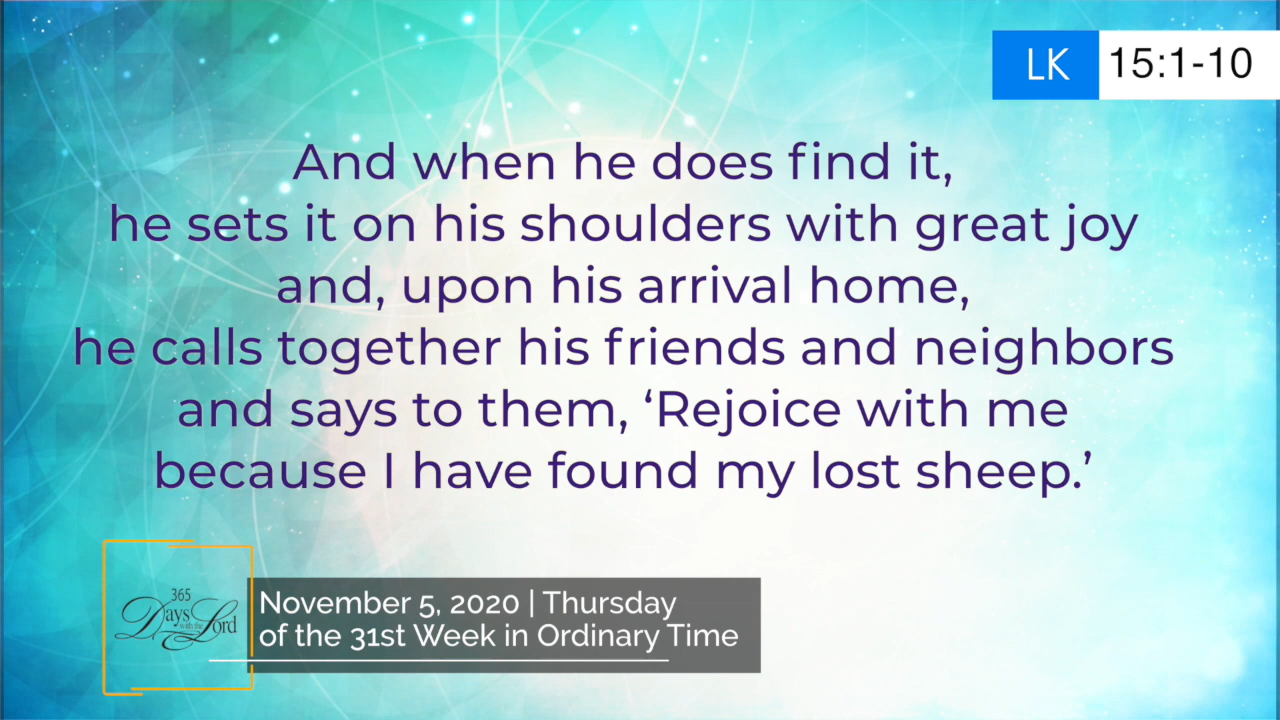 LK 15:1-10
And when he does find it,
he sets it on his shoulders with great joy
and, upon his arrival home,
he calls together his friends and neighbors
and says to them, ‘Rejoice with me
because I have found my lost sheep.’
365
Days with the Lord
November 5, 2020 | Thursday
of the 31st Week in Ordinary Time